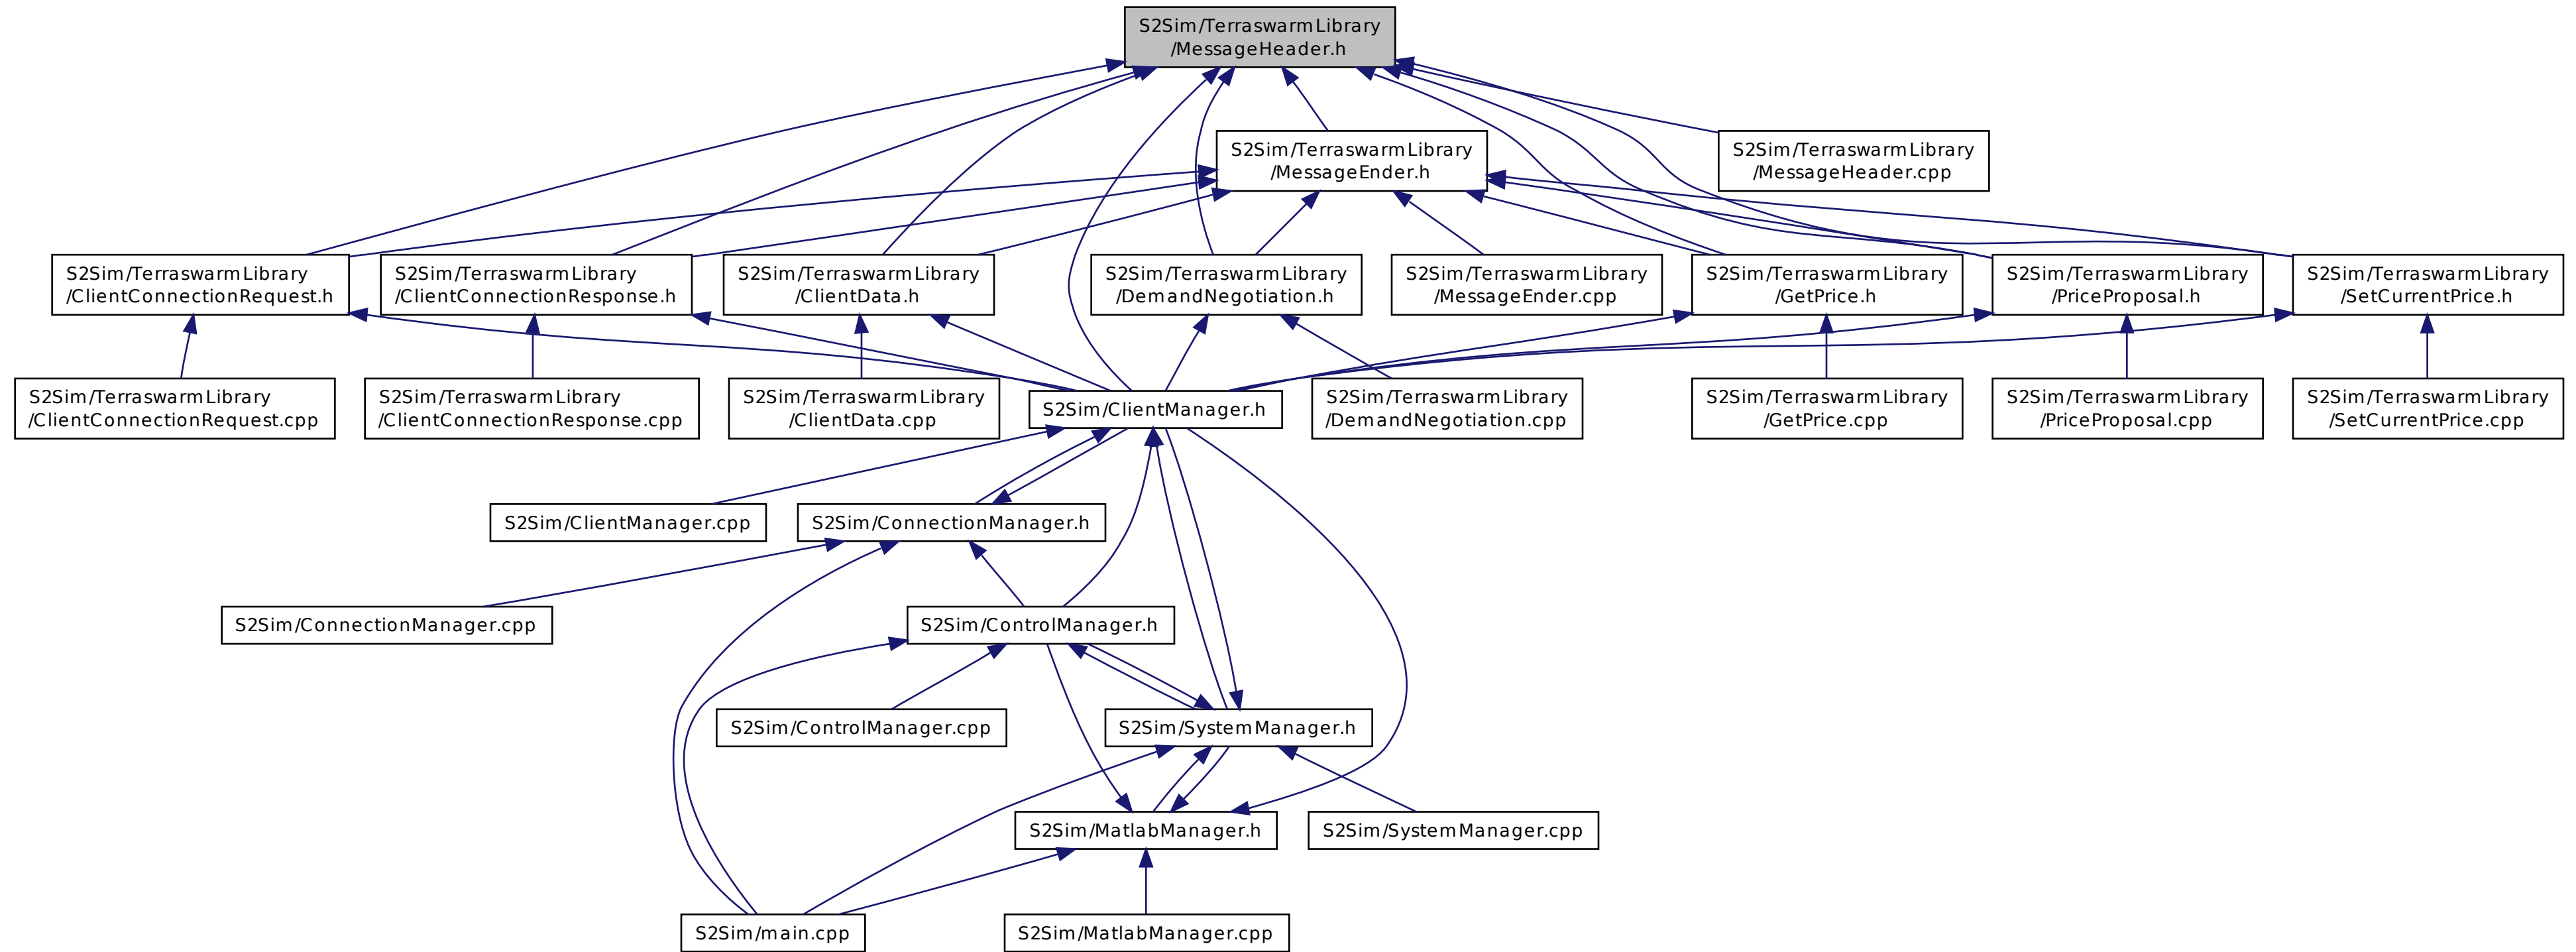 S2Sim/TerraswarmLibrary
/MessageHeader.h
S2Sim/TerraswarmLibrary
/MessageEnder.h
S2Sim/TerraswarmLibrary
/MessageHeader.cpp
S2Sim/TerraswarmLibrary
/ClientConnectionRequest.h
S2Sim/TerraswarmLibrary
/ClientConnectionResponse.h
S2Sim/TerraswarmLibrary
/ClientData.h
S2Sim/TerraswarmLibrary
/DemandNegotiation.h
S2Sim/TerraswarmLibrary
/MessageEnder.cpp
S2Sim/TerraswarmLibrary
/GetPrice.h
S2Sim/TerraswarmLibrary
/PriceProposal.h
S2Sim/TerraswarmLibrary
/SetCurrentPrice.h
S2Sim/TerraswarmLibrary
/ClientConnectionRequest.cpp
S2Sim/TerraswarmLibrary
/ClientConnectionResponse.cpp
S2Sim/TerraswarmLibrary
/ClientData.cpp
S2Sim/ClientManager.h
S2Sim/TerraswarmLibrary
/DemandNegotiation.cpp
S2Sim/TerraswarmLibrary
/GetPrice.cpp
S2Sim/TerraswarmLibrary
/PriceProposal.cpp
S2Sim/TerraswarmLibrary
/SetCurrentPrice.cpp
S2Sim/ClientManager.cpp
S2Sim/ConnectionManager.h
S2Sim/ConnectionManager.cpp
S2Sim/ControlManager.h
S2Sim/ControlManager.cpp
S2Sim/SystemManager.h
S2Sim/MatlabManager.h
S2Sim/SystemManager.cpp
S2Sim/main.cpp
S2Sim/MatlabManager.cpp